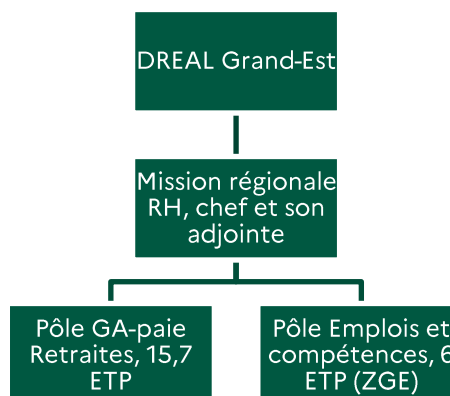 DREAL Grand-Est
Mission régionale
RH, chef et son
adjointe
Pôle GA-paie
Retraites, 15,7
ETP
Pôle Emplois et
compétences, 6
ETP (ZGE)